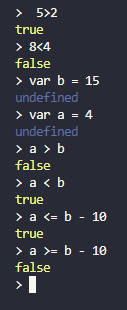 >  5>2
true
> 8<4
false
> var b = 15
undefined
> var a = 4
undefined
> a > b
false
> a < b
true
> a <= b - 10
true
> a >= b - 10
false
>